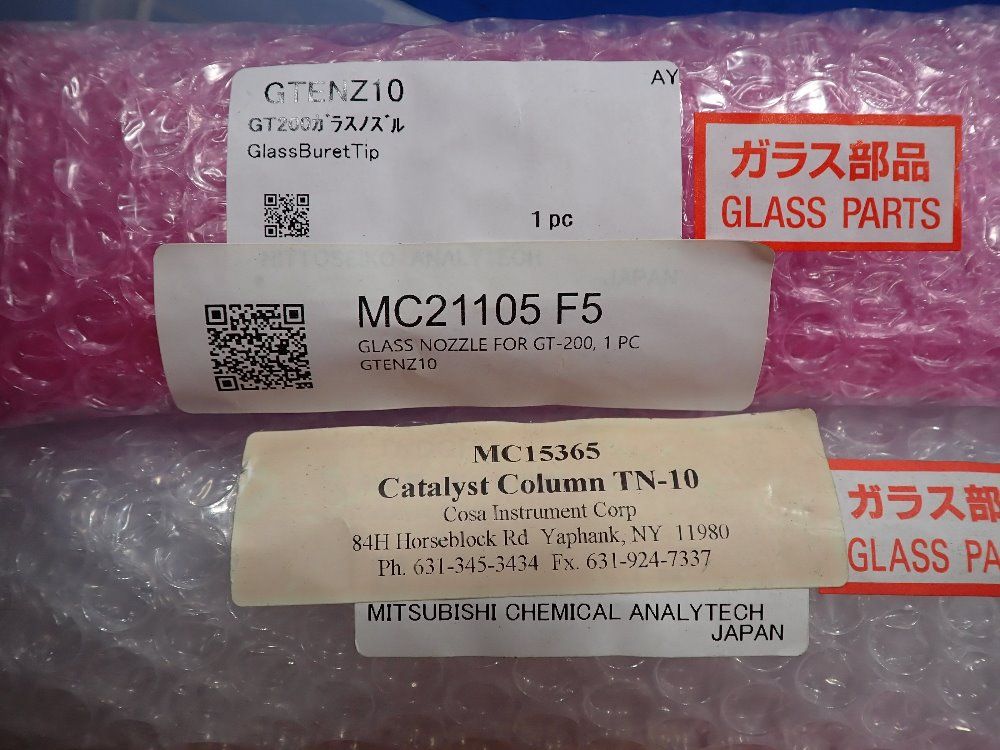 GTENZ10
AY
GT200ガラスノズル
GlassBuretTip
1 pc
ガラス部品
GLASS PARTS
NITTOSEIKO ANALYTECH
JAPAN
MC21105 F5
GLASS NOZZLE FOR GT-200, 1 PC
GTENZ10
MC15365
Catalyst Column TN-10
Cosa Instrument Corp
84H Horseblock Rd Yaphank, NY 11980
Ph. 631-345-3434 Fx. 631-924-7337
ガラス部
GLASS PA
MITSUBISHI CHEMICAL ANALYTECH
JAPAN